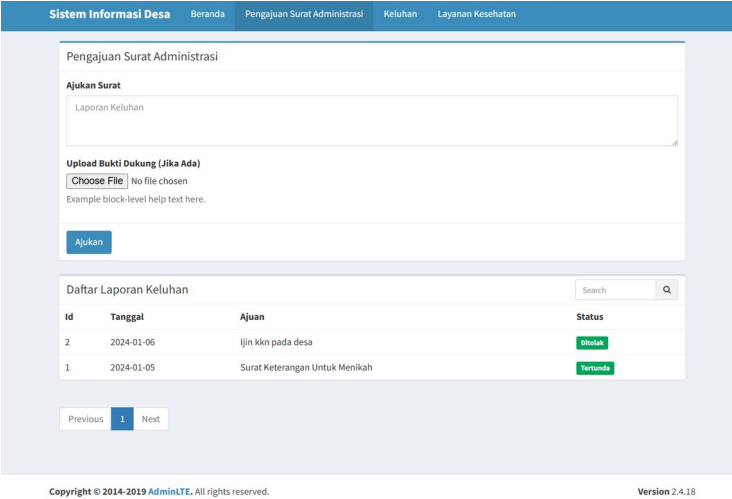 Sistem Informasi Desa Beranda Pengajuan Surat Administrasi Keluhan Layanan Kesehatan
Pengajuan Surat Administrasi
Ajukan Surat
Laporan Keluhan
Upload Bukti Dukung (Jika Ada)
Choose File No file chosen
Example block-level help text here.
Ajukan
Daftar Laporan Keluhan Search
Id Tanggal Ajuan Status
2 2024-01-06 Ijin kkn pada desa Ditolak
1 2024-01-05 Surat Keterangan Untuk Menikah Tertunda
Previous 1 Next
Copyright © 2014-2019 AdminLTE. All rights reserved. Version 2.4.18